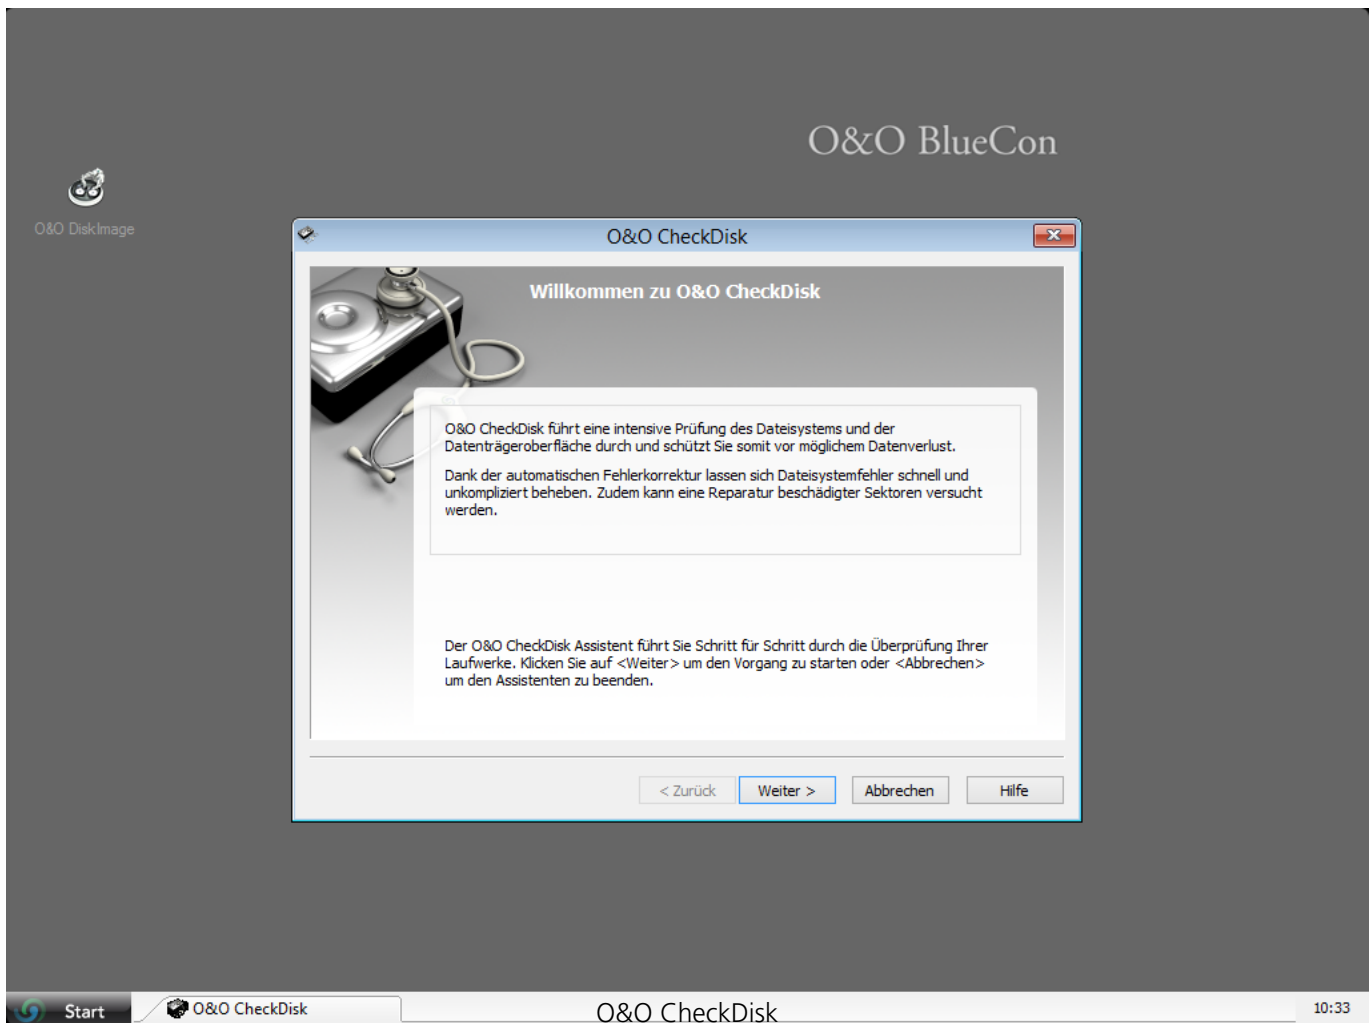 O&O BlueCon
O&O DiskImage
O&O CheckDisk
Willkommen zu O&O CheckDisk
O&O CheckDisk führt eine intensive Prüfung des Dateisystems und der
Datenträgeroberfläche durch und schützt Sie somit vor möglichem Datenverlust.
Dank der automatischen Fehlerkorrektur lassen sich Dateisystemfehler schnell und
unkompliziert beheben. Zudem kann eine Reparatur beschädigter Sektoren versucht
werden.
Der O&O CheckDisk Assistent führt Sie Schritt für Schritt durch die Überprüfung Ihrer
Laufwerke. Klicken Sie auf <Weiter> um den Vorgang zu starten oder <Abbrechen>
um den Assistenten zu beenden.
< Zurück Weiter > Abbrechen Hilfe
Start O&O CheckDisk O&O CheckDisk 10:33